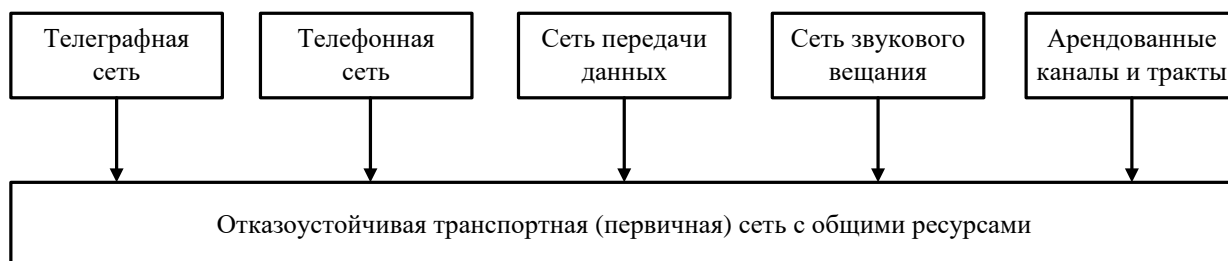 Телеграфная
сеть
Телефонная
сеть
Сеть передачи
данных
Сеть звукового
вещания
Арендованные
каналы и тракты
Отказоустойчивая транспортная (первичная) сеть с общими ресурсами